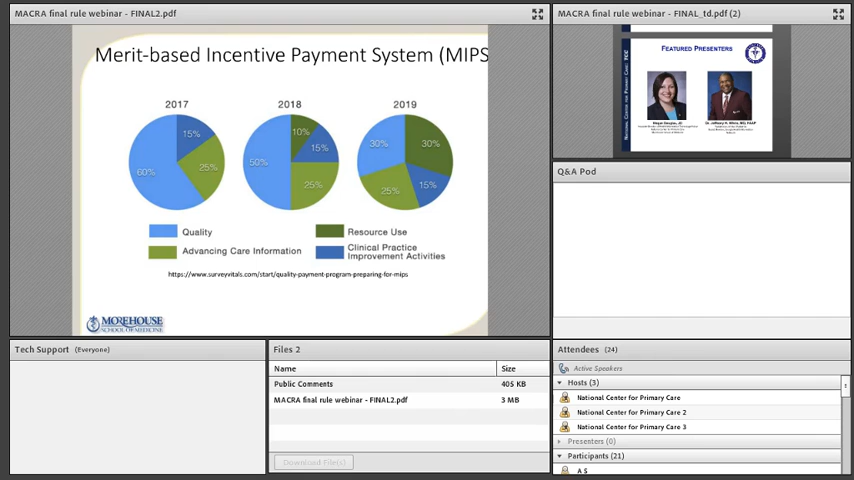 MACRA final rule webinar - FINAL2.pdf
Merit-based Incentive Payment System (MIPS
2017
2018
2019
15%
25%
60%
10%
15%
25%
50%
30%
30%
15%
25%
Quality
Resource Use
Advancing Care Information
Clinical Practice
Improvement Activities
https://www.surveyvitals.com/start/quality-payment-program-preparing-for-mips
MOREHOUSE
SCHOOL OF MEDICINE
MACRA final rule webinar - FINAL_td.pdf (2)
NATIONAL CENTER FOR PRIMARY CARE
FEATURED PRESENTERS
Q&A Pod
Tech Support (Everyone)
Files 2
Name
Size
Public Comments
405 KB
MACRA final rule webinar - FINAL2.pdf
3 MB
Download File(s)
Attendees (24)
Active Speakers
Hosts (3)
National Center for Primary Care
National Center for Primary Care 2
National Center for Primary Care 3
Presenters (0)
Participants (21)
A S